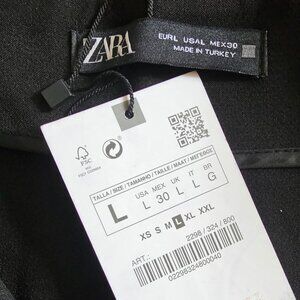 ZARA
EUR L USA L MEX 30
MADE IN TURKEY
FSC
TALLA / SIZE / TAMANHO / TAILLE / MAAT / МЕГЕΘΟΣ
USA MEX UK IT BR
L L 30 L L G
XS S M L XL XXL
ART.:
2298 / 324 / 800
02298324800040